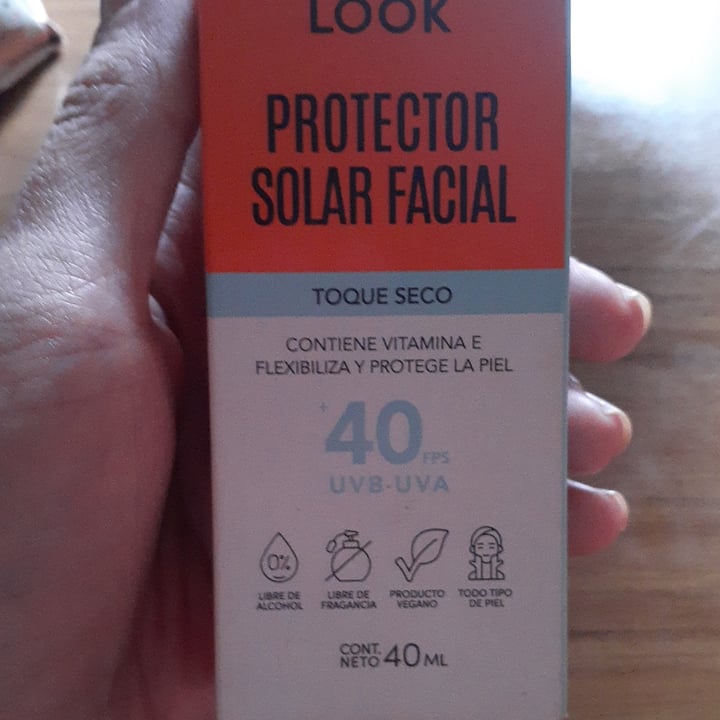 LOOK
PROTECTOR
SOLAR FACIAL
TOQUE SECO
CONTIENE VITAMINA E
FLEXIBILIZA Y PROTEGE LA PIEL
+40 FPS
UVB-UVA
0%
LIBRE DE
ALCOHOL
LIBRE DE
FRAGANCIA
PRODUCTO
VEGANO
TODO TIPO
DE PIEL
CONT.
NETO 40 ML